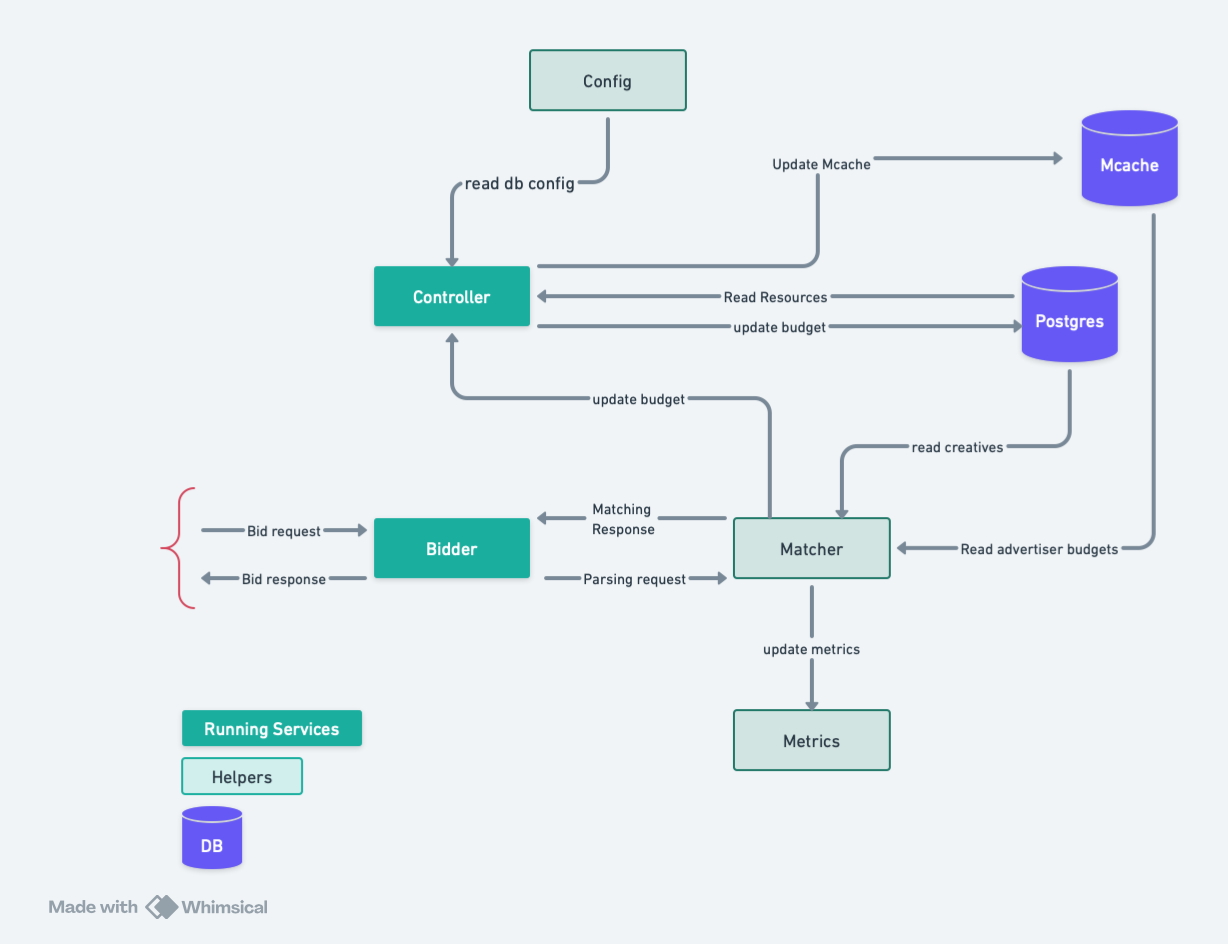 Config
Mcache
Update Mcache
read db config
Controller
Read Resources
Postgres
update budget
update budget
read creatives
Matching
Response
Bid request
Bidder
Matcher
Read advertiser budgets
Bid response
Parsing request
update metrics
Running Services
Metrics
Helpers
DB
Made with Whimsical